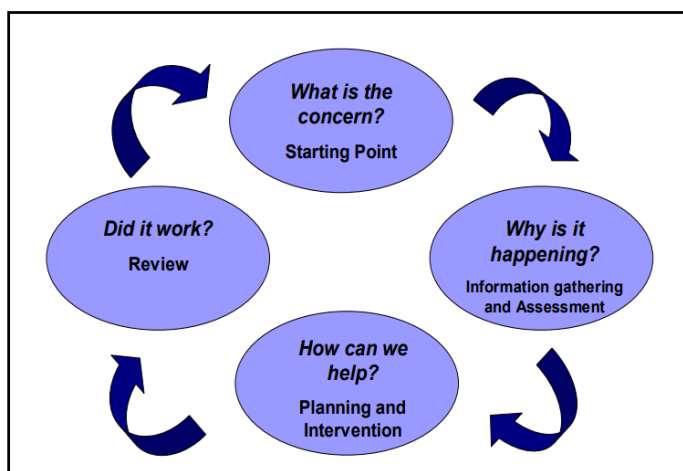 What is the
concern?
Starting Point
Why is it
happening?
Information gathering
and Assessment
How can we
help?
Planning and
Intervention
Did it work?
Review